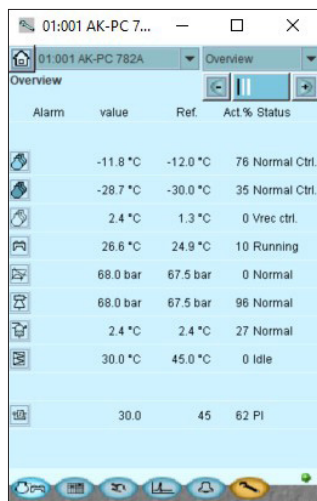 01:001 AK-PC 7...
01:001 AK-PC 782A Overview
Overview
Alarm value Ref. Act.% Status
-11.8 °C -12.0 °C 76 Normal Ctrl.
-28.7 °C -30.0 °C 35 Normal Ctrl.
2.4 °C 1.3 °C 0 Vrec ctrl.
26.6 °C 24.9 °C 10 Running
68.0 bar 67.5 bar 0 Normal
68.0 bar 67.5 bar 96 Normal
2.4 °C 2.4 °C 27 Normal
30.0 °C 45.0 °C 0 Idle
30.0 45 62 PI